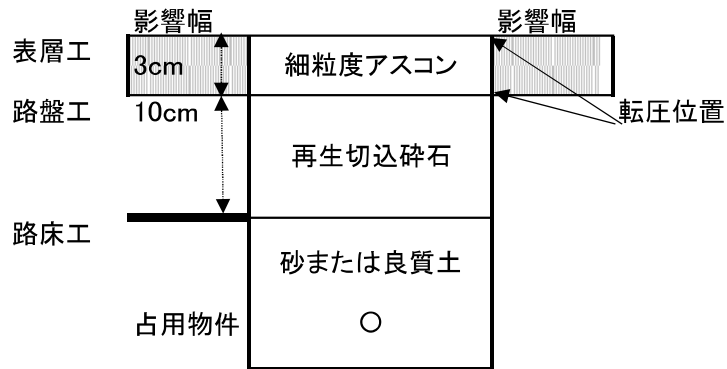 影響幅
影響幅
表層工
3cm
細粒度アスコン
路盤工
10cm
転圧位置
再生切込砕石
路床工
砂または良質土
占用物件